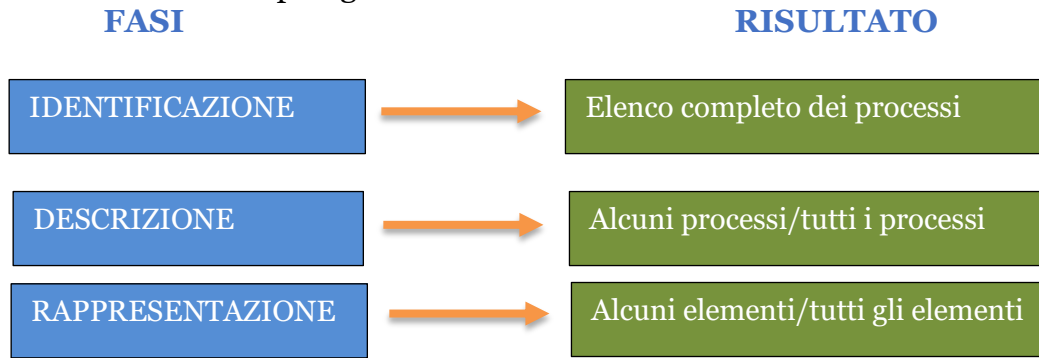 FASI RISULTATO
IDENTIFICAZIONE Elenco completo dei processi
DESCRIZIONE Alcuni processi/tutti i processi
RAPPRESENTAZIONE Alcuni elementi/tutti gli elementi